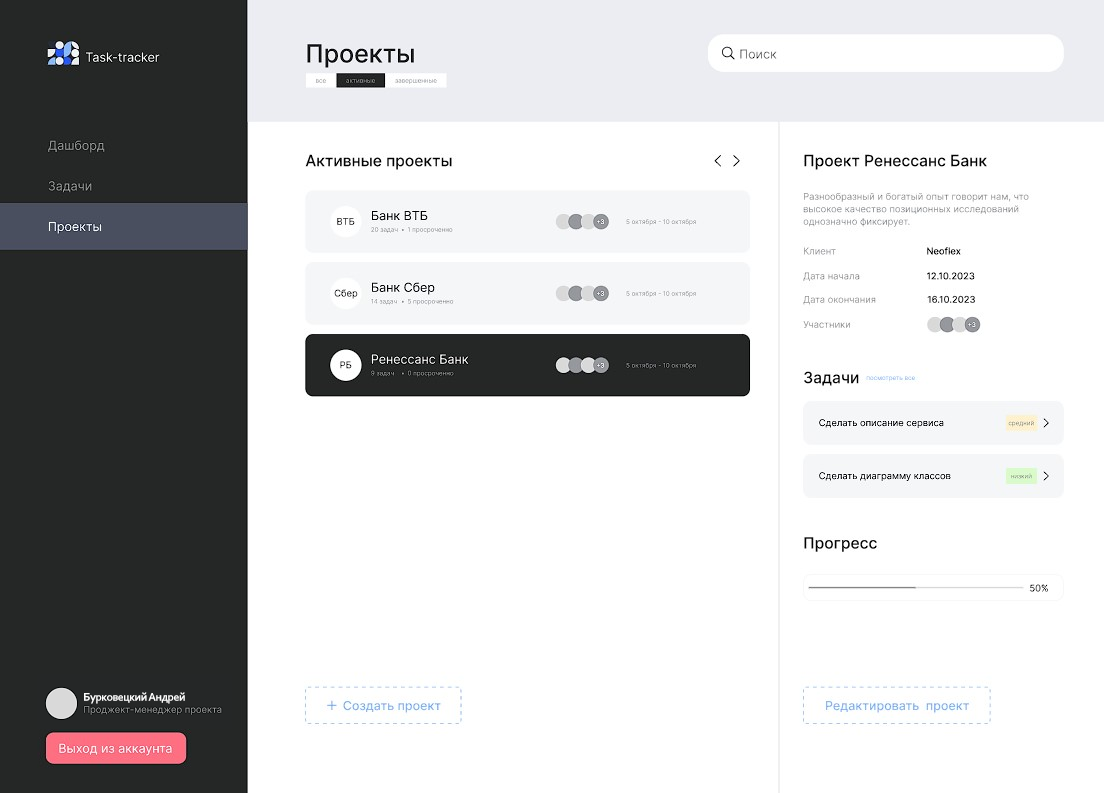 Task-tracker
Дашборд
Задачи
Проекты
Бурковецкий Андрей
Проджект-менеджер проекта
Выход из аккаунта
Проекты
все активные завершенные
Поиск
Активные проекты
ВТБ
Банк ВТБ
20 задач • 1 просроченно
+3
5 октября - 10 октября
Сбер
Банк Сбер
14 задач • 5 просроченно
+3
5 октября - 10 октября
РБ
Ренессанс Банк
9 задач • 0 просроченно
+3
5 октября - 10 октября
+ Создать проект
Проект Ренессанс Банк
Разнообразный и богатый опыт говорит нам, что
высокое качество позиционных исследований
однозначно фиксирует.
Клиент Neoflex
Дата начала 12.10.2023
Дата окончания 16.10.2023
Участники +3
Задачи посмотреть все
Сделать описание сервиса средний
Сделать диаграмму классов низкий
Прогресс
50%
Редактировать проект